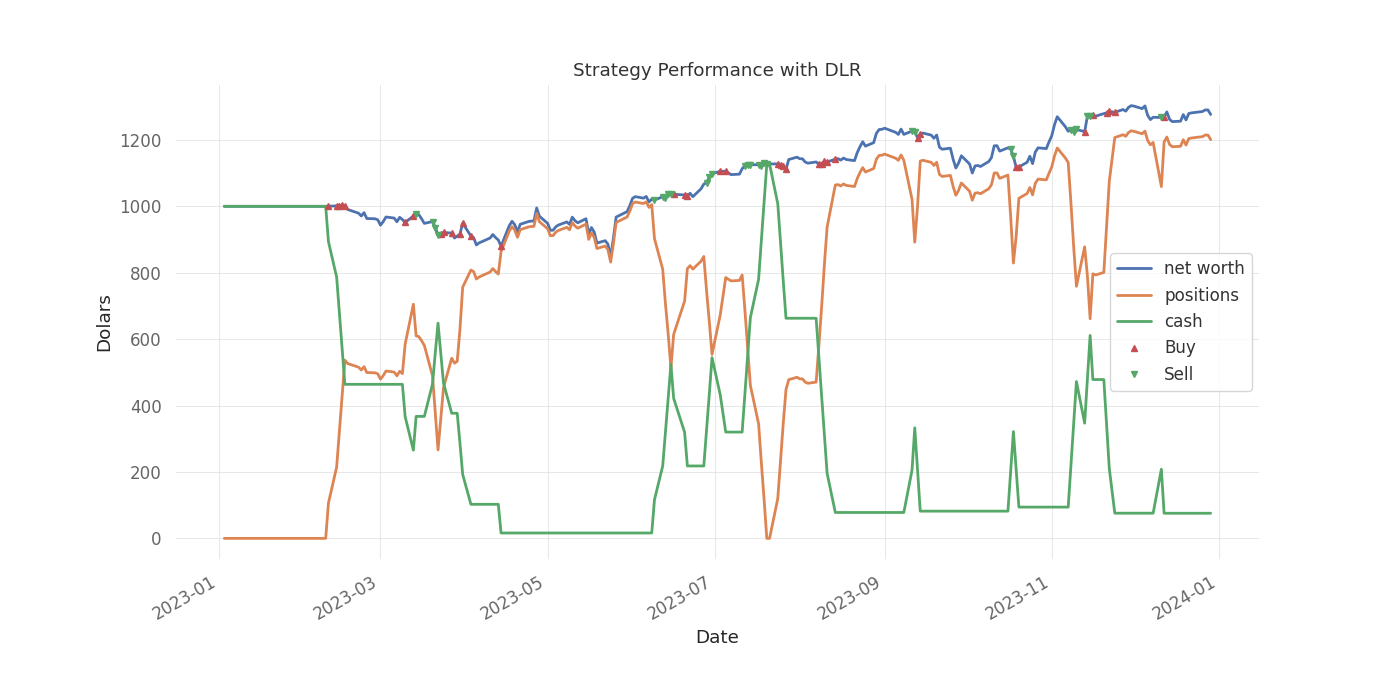 Strategy Performance with DLR
Dolars
1200
1000
800
600
400
200
0
net worth
positions
cash
Buy
Sell
2023-01
2023-03
2023-05
2023-07
2023-09
2023-11
2024-01
Date